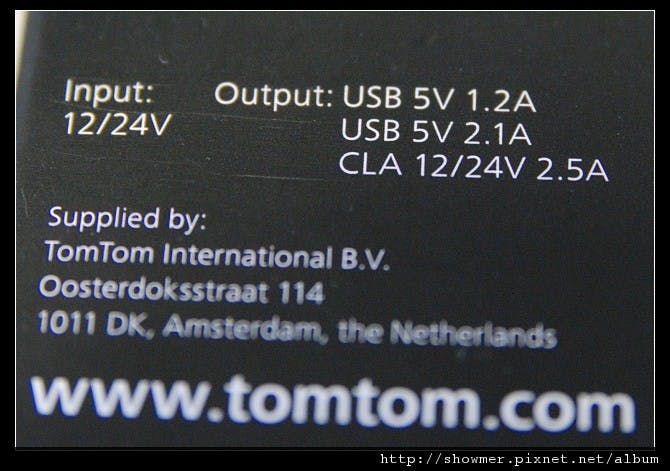 Input:
12/24V
Output: USB 5V 1.2A
USB 5V 2.1A
CLA 12/24V 2.5A
Supplied by:
TomTom International B.V.
Oosterdoksstraat 114
1011 DK, Amsterdam, the Netherlands
www.tomtom.com
http://showmer.pixnet.net/album